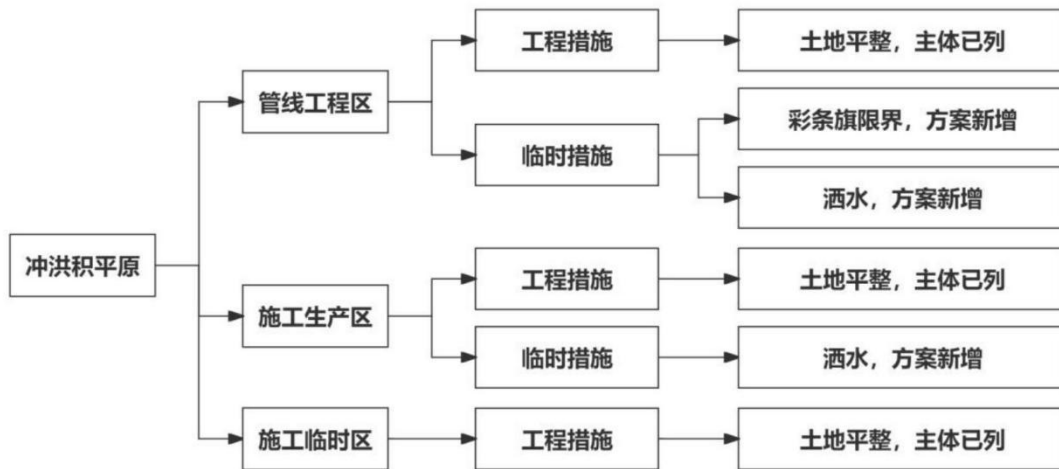 工程措施
土地平整，主体已列
管线工程区
彩条旗限界，方案新增
临时措施
洒水，方案新增
冲洪积平原
工程措施
土地平整，主体已列
施工生产区
临时措施
洒水，方案新增
施工临时区
工程措施
土地平整，主体已列